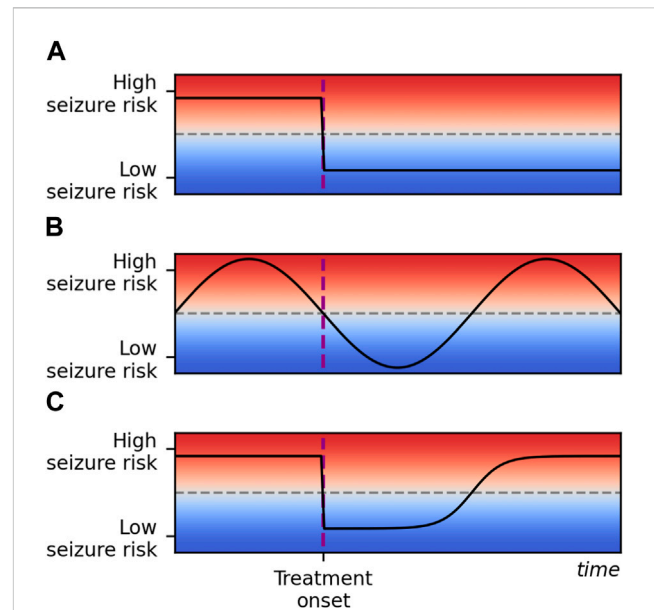 A
High
seizure risk
Low
seizure risk
B
High
seizure risk
Low
seizure risk
C
High
seizure risk
Low
seizure risk
Treatment
onset
time